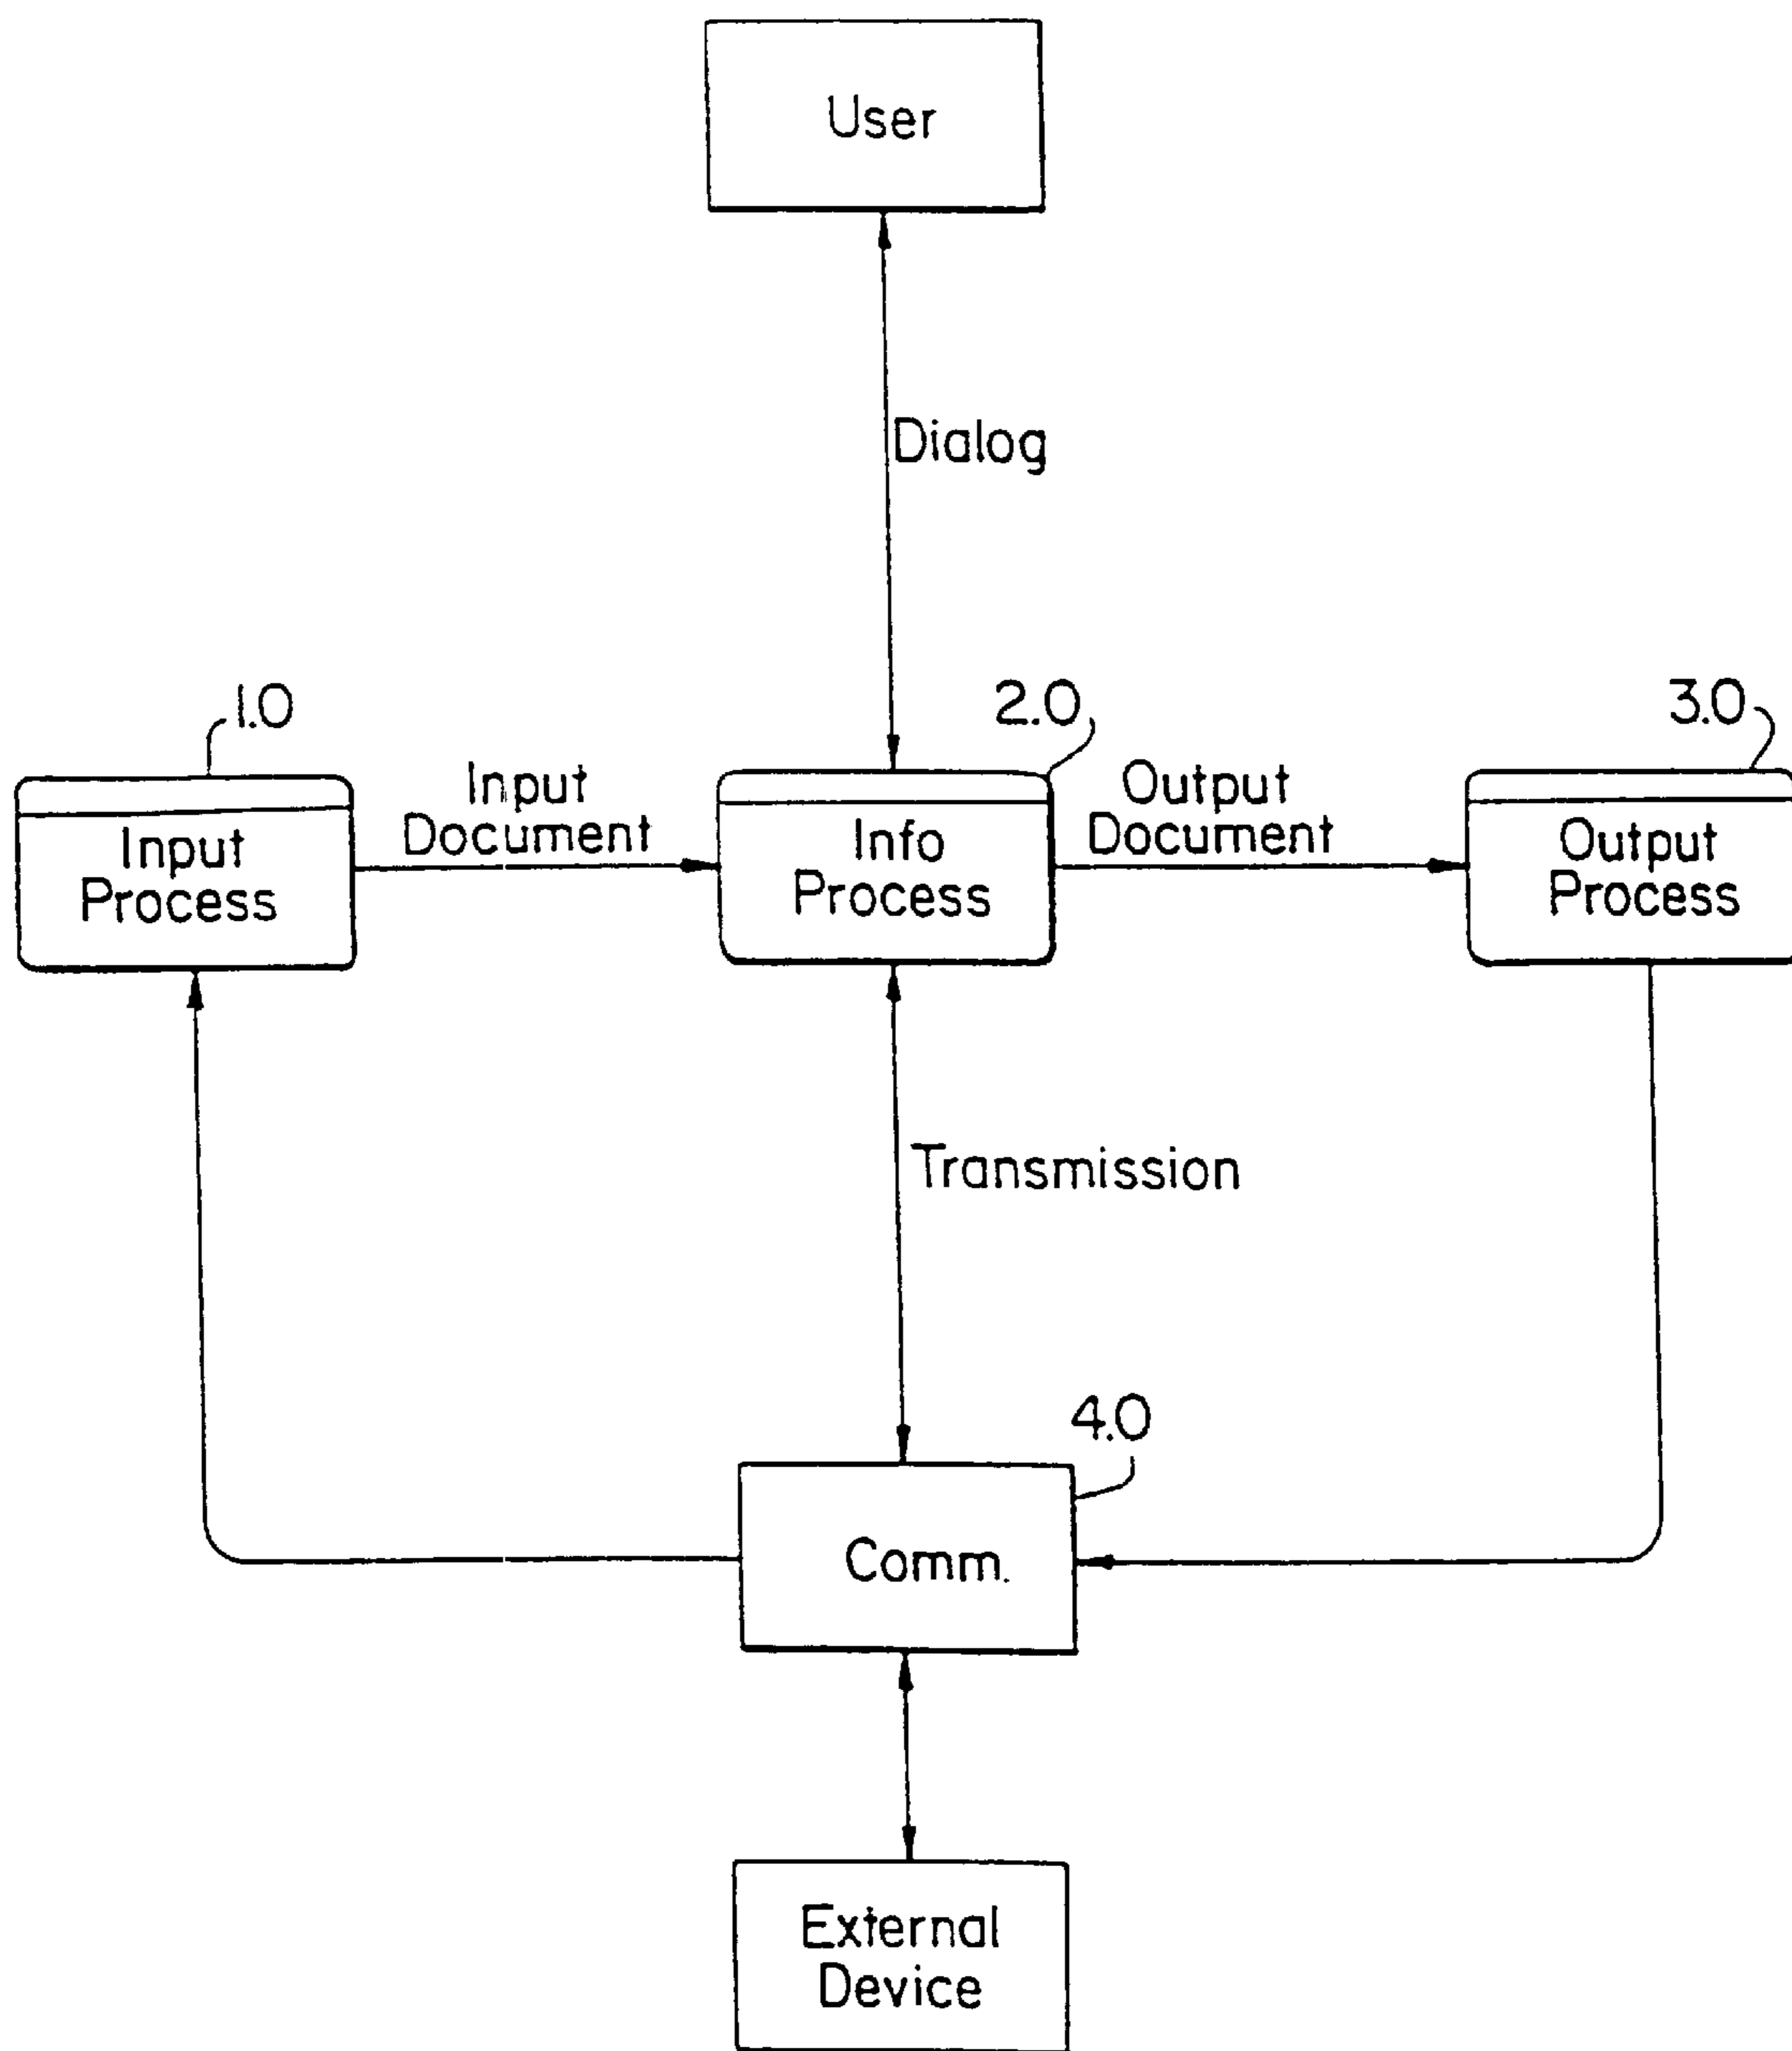 User
Dialog
1.0
2.0
3.0
Input
Document
Output
Document
Input
Process
Info
Process
Output
Process
Transmission
4.0
Comm.
External
Device